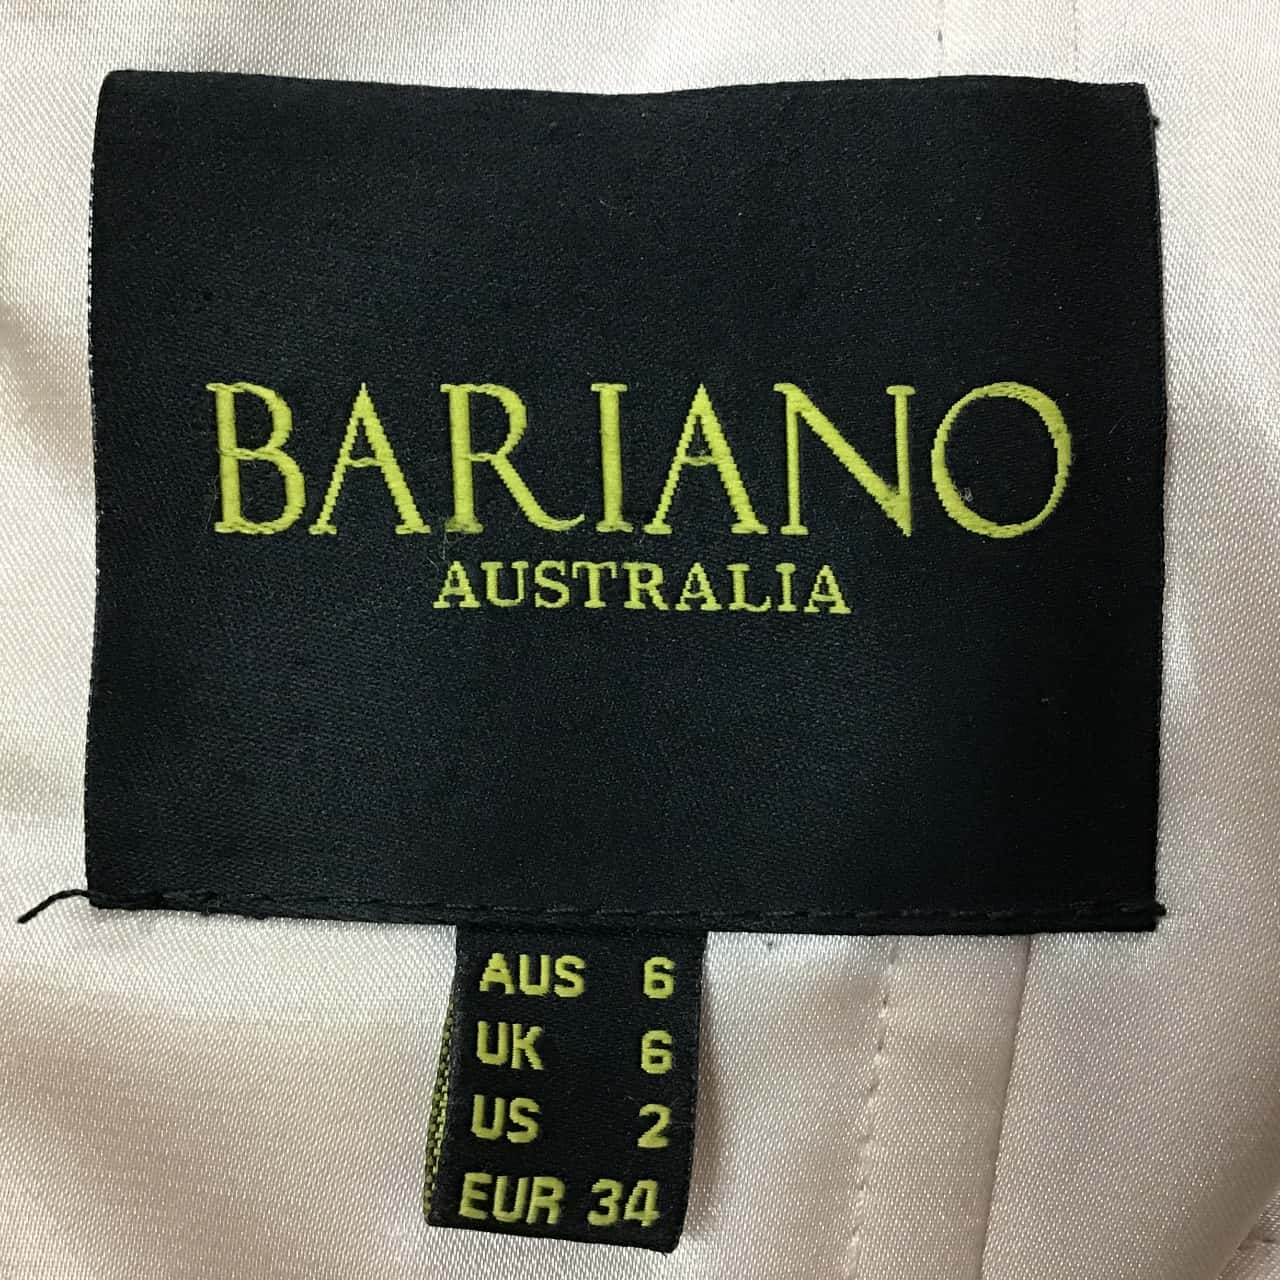 BARIANO
AUSTRALIA
AUS 6
UK 6
US 2
EUR 34